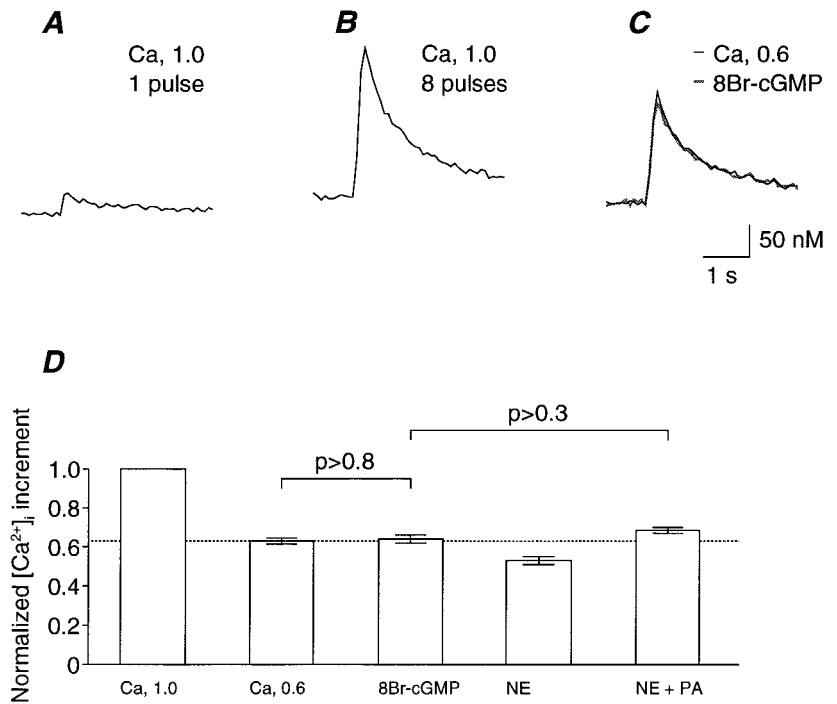 A
Ca, 1.0
1 pulse
B
Ca, 1.0
8 pulses
C
Ca, 0.6
8Br-cGMP
50 nM
1 s
D
Normalized [Ca²⁺]i increment
1.0
0.8
0.6
0.4
0.2
0
p>0.8
p>0.3
Ca, 1.0
Ca, 0.6
8Br-cGMP
NE
NE + PA